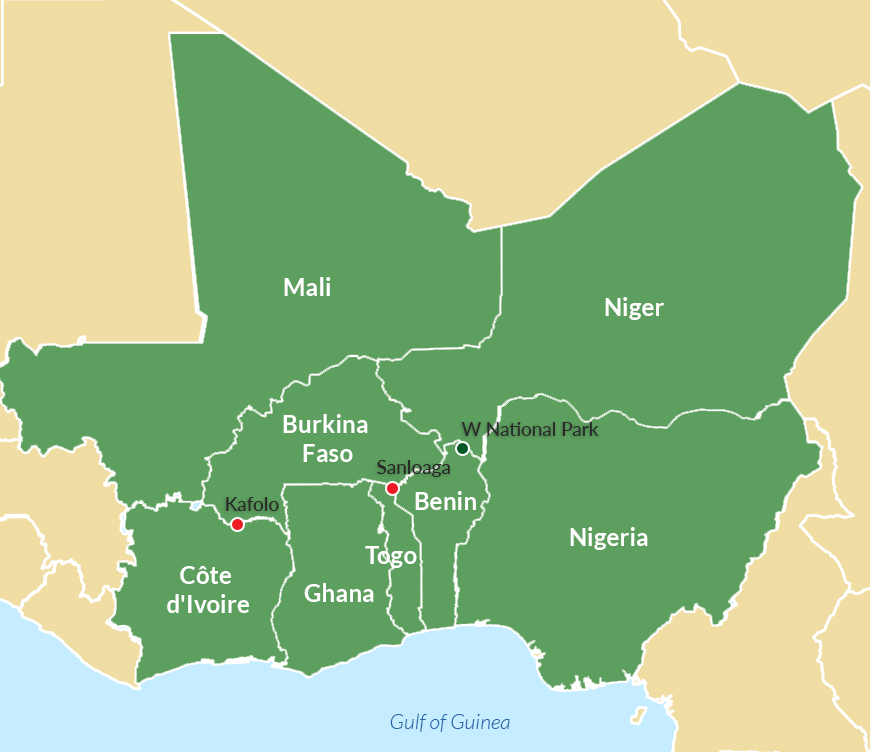 Mali
Niger
Burkina
Faso
W National Park
Sanloaga
Benin
Kafolo
Nigeria
Togo
Côte
d'Ivoire
Ghana
Gulf of Guinea